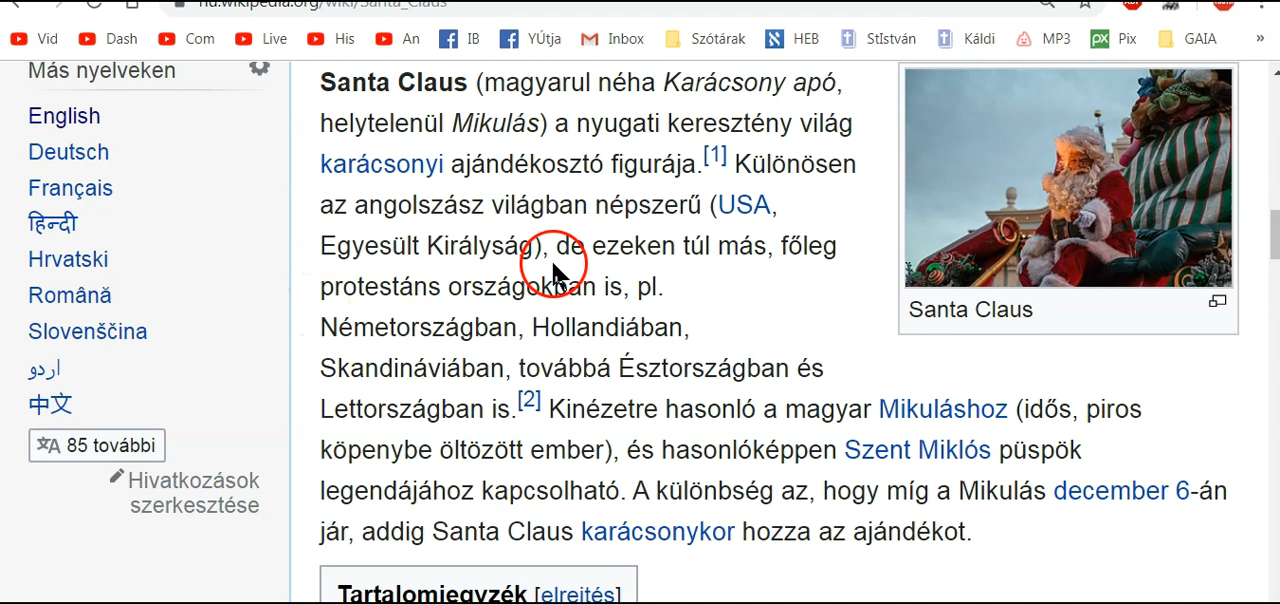 hu.wikipedia.org/wiki/Santa_Claus
Vid Dash Com Live His An IB YÚtja Inbox Szótárak HEB StIstván Káldi MP3 Pix GAIA »
Más nyelveken
English
Deutsch
Français
हिन्दी
Hrvatski
Română
Slovenščina
اردو
中文
85 további
Hivatkozások
szerkesztése
Santa Claus (magyarul néha Karácsony apó,
helytelenül Mikulás) a nyugati keresztény világ
karácsonyi ajándékosztó figurája.[1] Különösen
az angolszász világban népszerű (USA,
Egyesült Királyság), de ezeken túl más, főleg
protestáns országokban is, pl.
Németországban, Hollandiában,
Skandináviában, továbbá Észtországban és
Lettországban is.[2] Kinézetre hasonló a magyar Mikuláshoz (idős, piros
köpenybe öltözött ember), és hasonlóképpen Szent Miklós püspök
legendájához kapcsolható. A különbség az, hogy míg a Mikulás december 6-án
jár, addig Santa Claus karácsonykor hozza az ajándékot.
Santa Claus
Tartalomjegyzék [elrejtés]